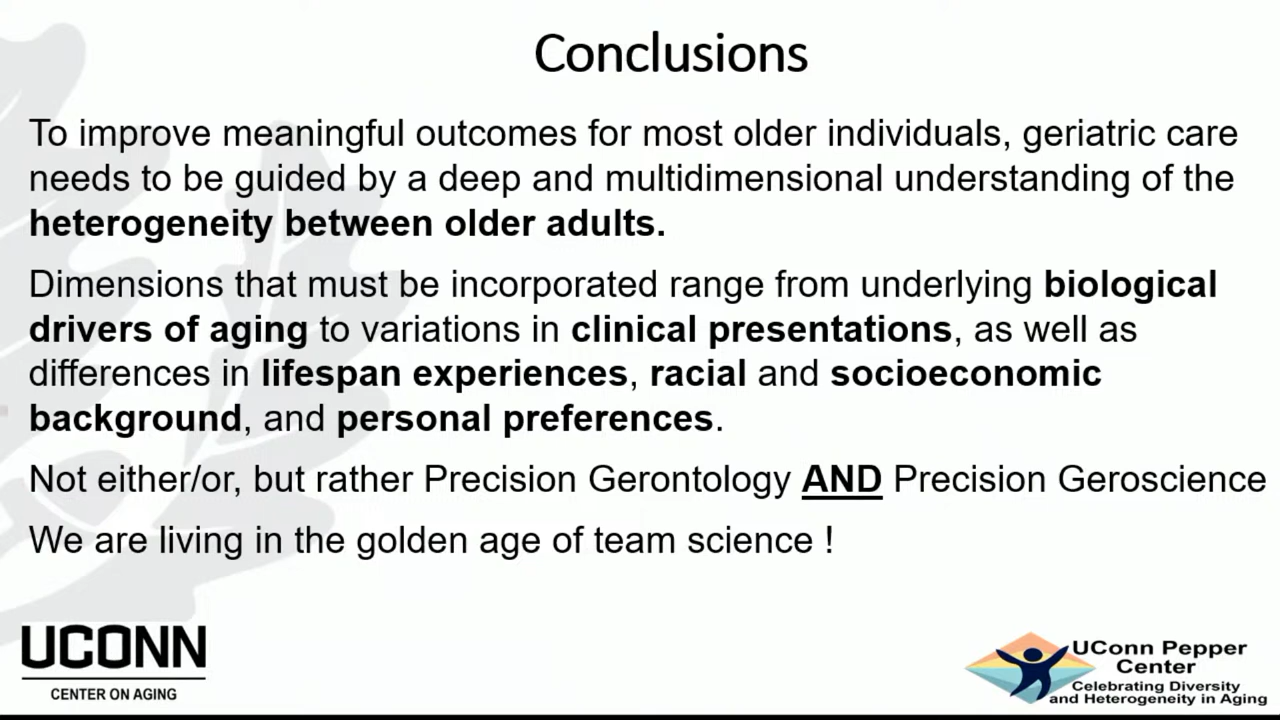 Conclusions
To improve meaningful outcomes for most older individuals, geriatric care
needs to be guided by a deep and multidimensional understanding of the
heterogeneity between older adults.
Dimensions that must be incorporated range from underlying biological
drivers of aging to variations in clinical presentations, as well as
differences in lifespan experiences, racial and socioeconomic
background, and personal preferences.
Not either/or, but rather Precision Gerontology AND Precision Geroscience
We are living in the golden age of team science !
UCONN
CENTER ON AGING
UConn Pepper
Center
Celebrating Diversity
and Heterogeneity in Aging